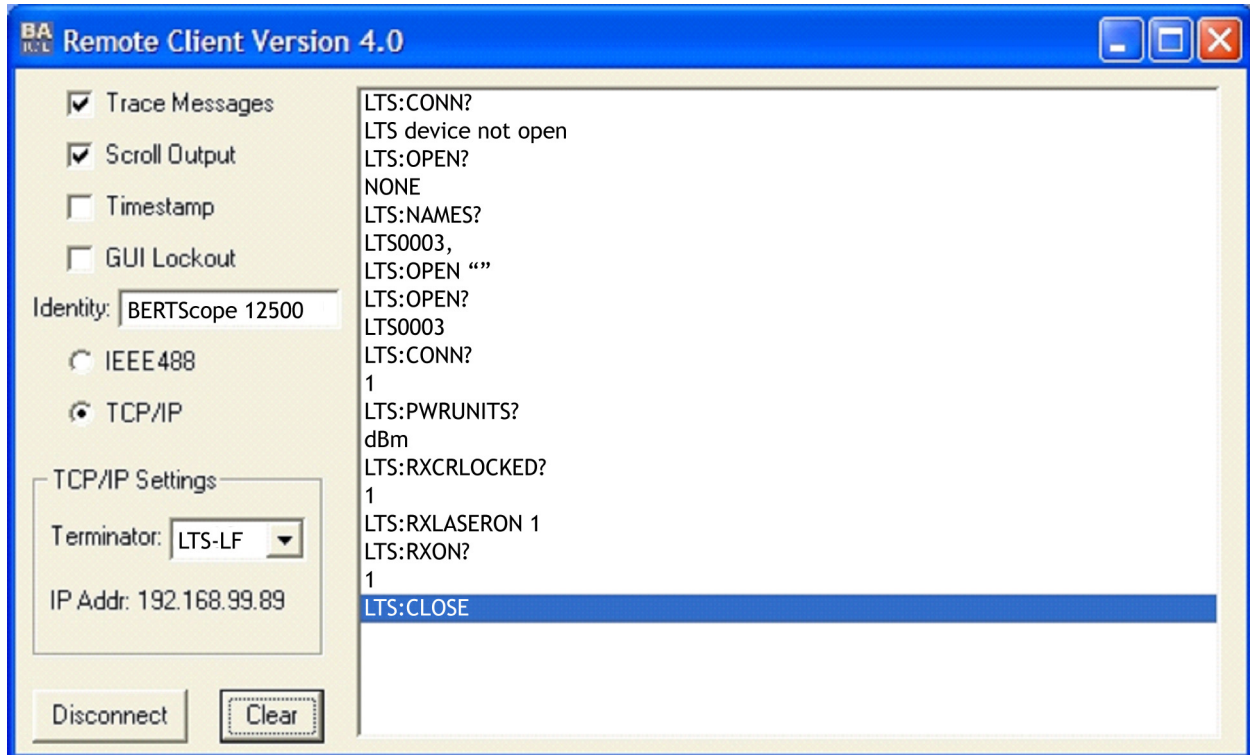 Remote Client Version 4.0
Trace Messages
Scroll Output
Timestamp
GUI Lockout
Identity: BERTScope 12500
IEEE488
TCP/IP
TCP/IP Settings
Terminator: LTS-LF
IP Addr: 192.168.99.89
Disconnect
Clear
LTS:CONN?
LTS device not open
LTS:OPEN?
NONE
LTS:NAMES?
LTS0003,
LTS:OPEN “”
LTS:OPEN?
LTS0003
LTS:CONN?
1
LTS:PWRUNITS?
dBm
LTS:RXCRLOCKED?
1
LTS:RXLASERON 1
LTS:RXON?
1
LTS:CLOSE